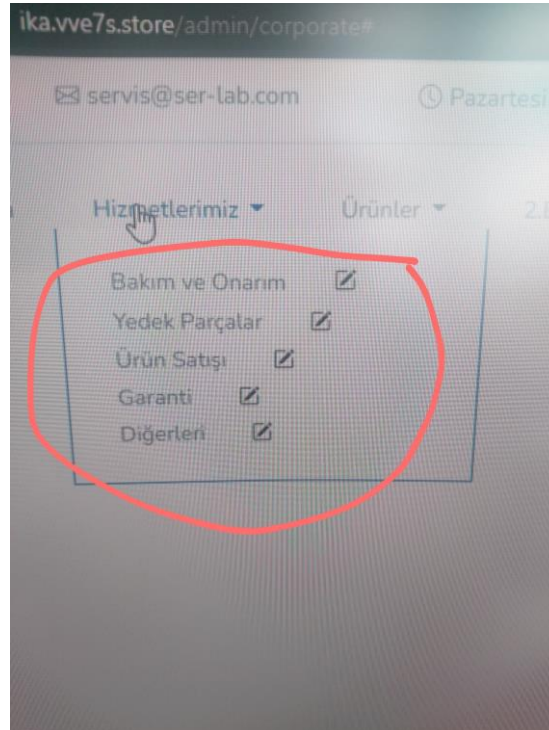 ika.vve7s.store/admin/corporate#
servis@ser-lab.com Pazartesi
Hizmetlerimiz Ürünler 2.
Bakım ve Onarım
Yedek Parçalar
Ürün Satışı
Garanti
Diğerleri